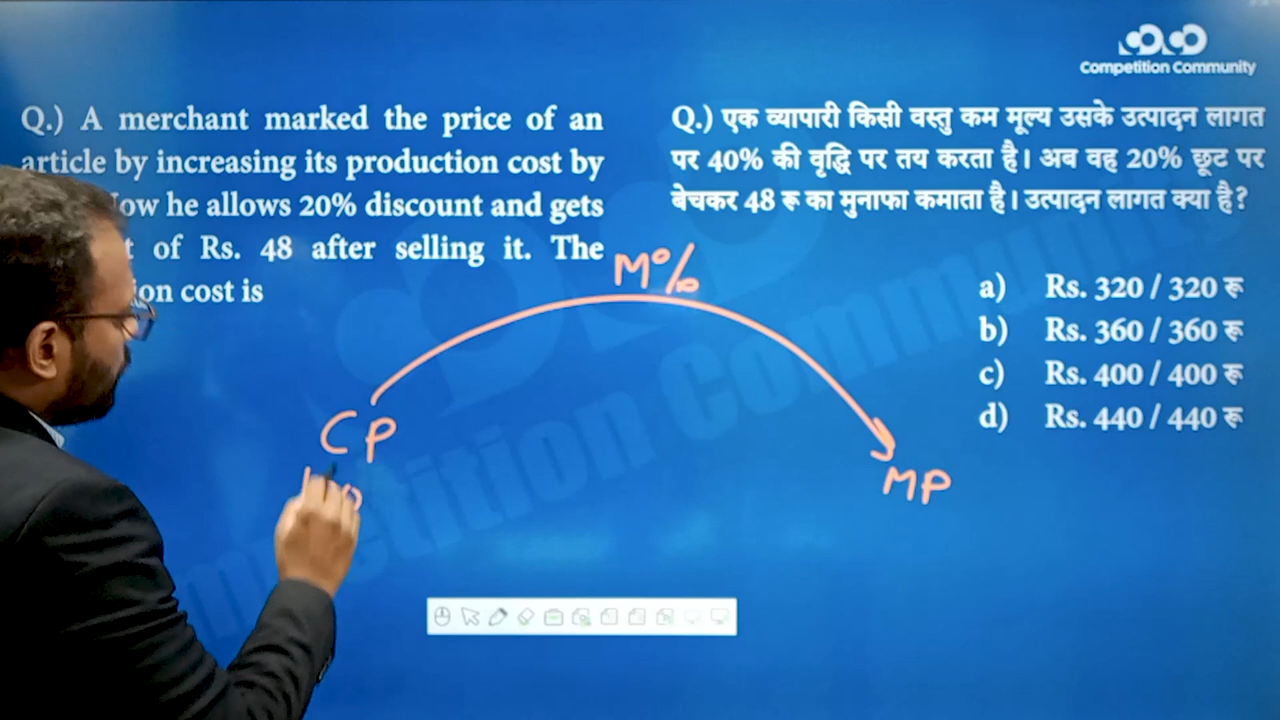 Competition Community
Q.) A merchant marked the price of an
article by increasing its production cost by
ow he allows 20% discount and gets
t of Rs. 48 after selling it. The
ion cost is
Q.) एक व्यापारी किसी वस्तु कम मूल्य उसके उत्पादन लागत
पर 40% की वृद्धि पर तय करता है। अब वह 20% छूट पर
बेचकर 48 रू का मुनाफा कमाता है। उत्पादन लागत क्या है?
a) Rs. 320 / 320 रू
b) Rs. 360 / 360 रू
c) Rs. 400 / 400 रू
d) Rs. 440 / 440 रू
M%
CP
MP